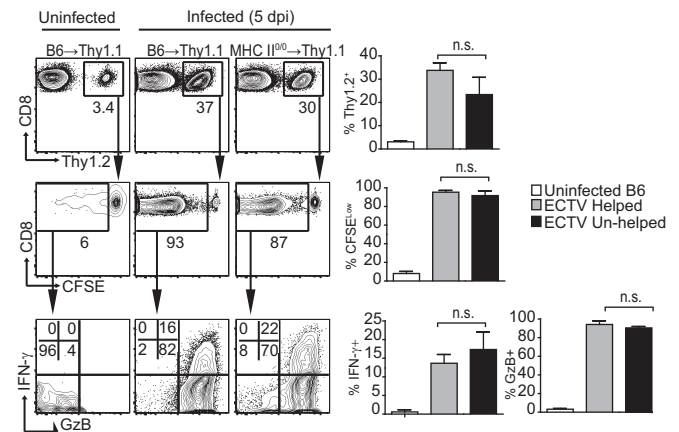 Uninfected
Infected (5 dpi)
B6→Thy1.1
B6→Thy1.1
MHC II⁰/⁰→Thy1.1
CD8
Thy1.2
3.4
37
30
CD8
CFSE
6
93
87
IFN-γ
GzB
0 0
96 4
0 16
2 82
0 22
8 70
% Thy1.2⁺
40
30
20
10
0
n.s.
% CFSELow
100
80
60
40
20
0
n.s.
Uninfected B6
ECTV Helped
ECTV Un-helped
% IFN-γ+
25
20
15
10
5
0
n.s.
% GzB+
100
80
60
40
20
0
n.s.